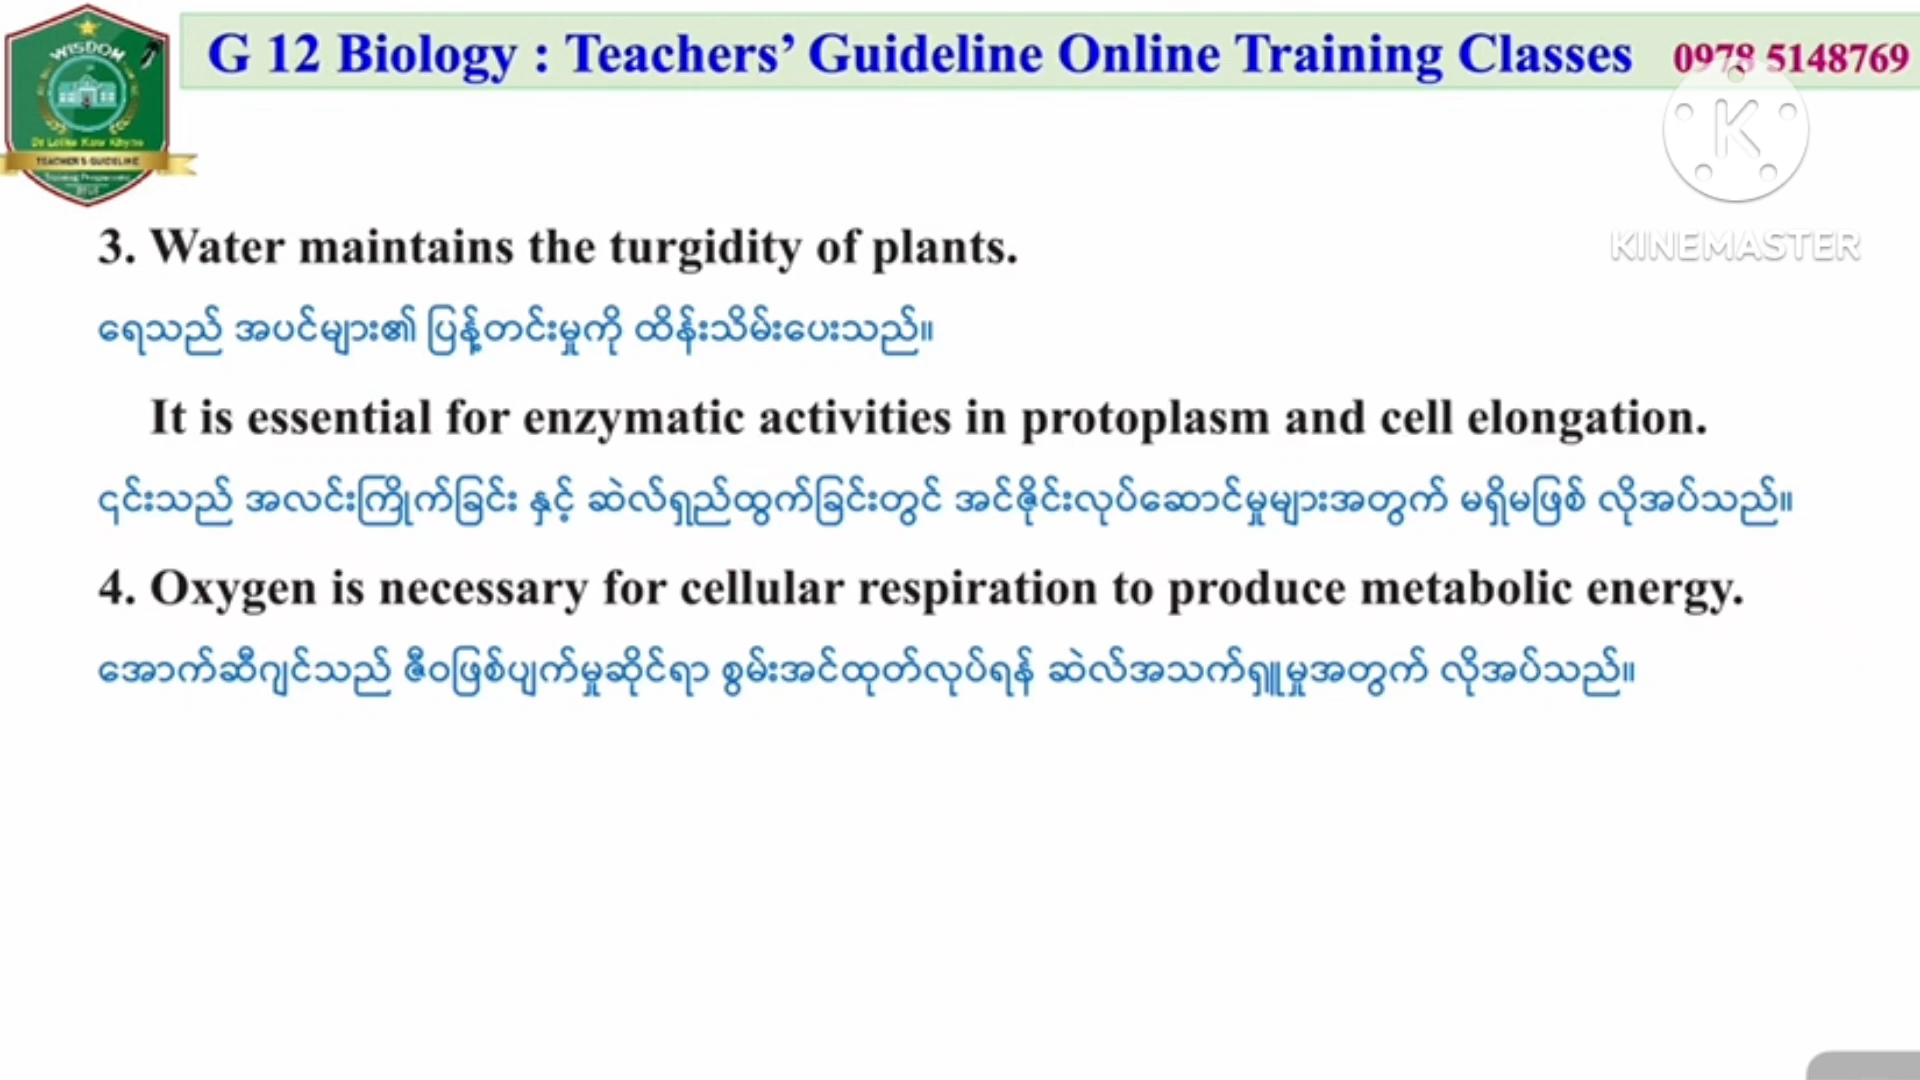 G 12 Biology : Teachers’ Guideline Online Training Classes 0978 5148769
WISDOM
TEACHER'S GUIDELINE
KINEMASTER
3. Water maintains the turgidity of plants.
ရေသည် အပင်များ၏ ပြန့်တင်းမှုကို ထိန်းသိမ်းပေးသည်။
It is essential for enzymatic activities in protoplasm and cell elongation.
၎င်းသည် အလင်းကြိုက်ခြင်း နှင့် ဆဲလ်ရှည်ထွက်ခြင်းတွင် အင်ဇိုင်းလုပ်ဆောင်မှုများအတွက် မရှိမဖြစ် လိုအပ်သည်။
4. Oxygen is necessary for cellular respiration to produce metabolic energy.
အောက်ဆီဂျင်သည် ဇီဝဖြစ်ပျက်မှုဆိုင်ရာ စွမ်းအင်ထုတ်လုပ်ရန် ဆဲလ်အသက်ရှူမှုအတွက် လိုအပ်သည်။